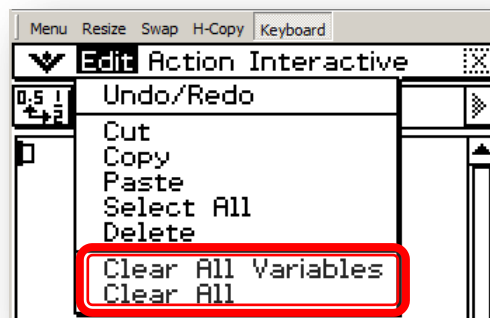 Menu Resize Swap H-Copy Keyboard
Edit Action Interactive
0.5 1 2
Undo/Redo
Cut
Copy
Paste
Select All
Delete
Clear All Variables
Clear All